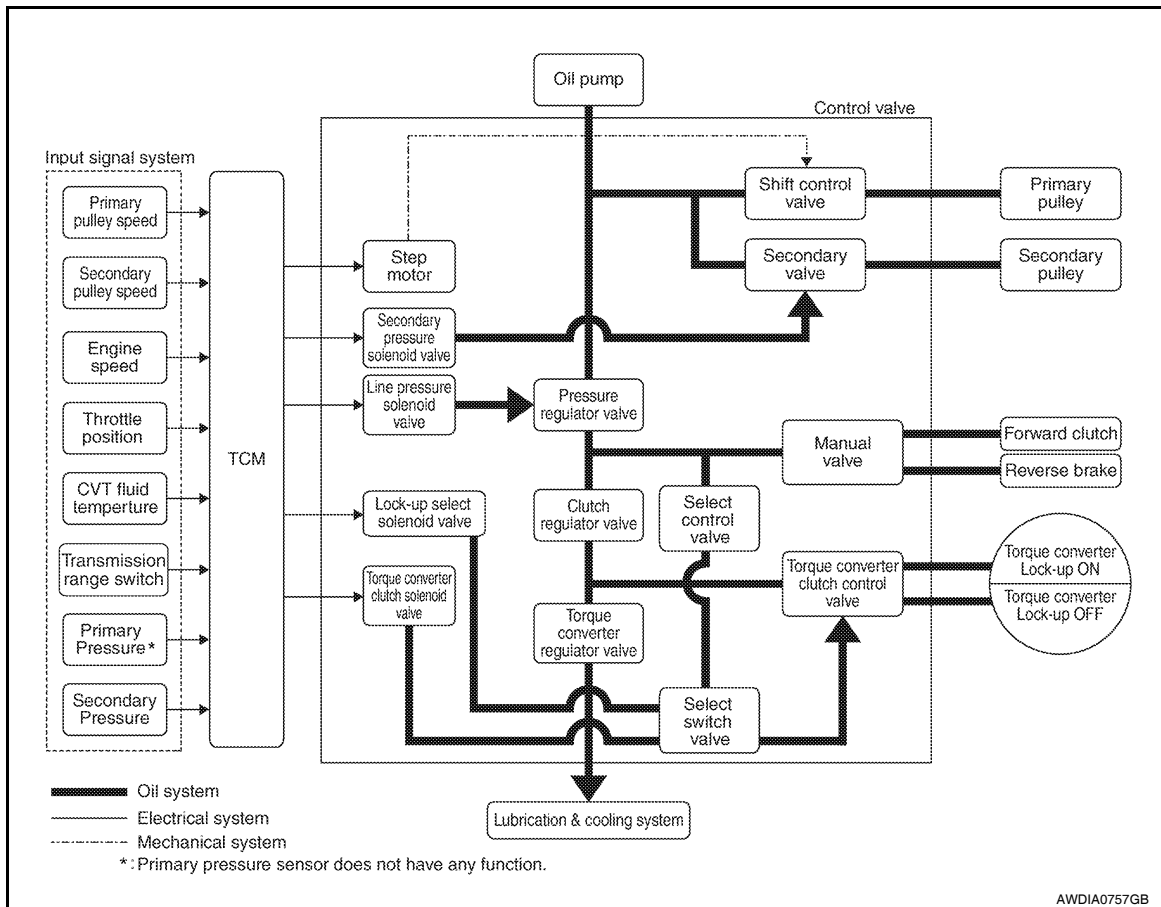 Oil pump
Control valve
Input signal system
Primary
pulley speed
Secondary
pulley speed
Engine
speed
Throttle
position
CVT fluid
temperture
Transmission
range switch
Primary
Pressure*
Secondary
Pressure
TCM
Step
motor
Secondary
pressure
solenoid valve
Line pressure
solenoid
valve
Lock-up select
solenoid valve
Torque converter
clutch solenoid
valve
Shift control
valve
Primary
pulley
Secondary
valve
Secondary
pulley
Pressure
regulator valve
Manual
valve
Forward clutch
Reverse brake
Clutch
regulator valve
Select
control
valve
Torque converter
clutch control
valve
Torque converter
Lock-up ON
Torque converter
Lock-up OFF
Torque
converter
regulator valve
Select
switch
valve
Lubrication & cooling system
Oil system
Electrical system
Mechanical system
*:Primary pressure sensor does not have any function.
AWDIA0757GB